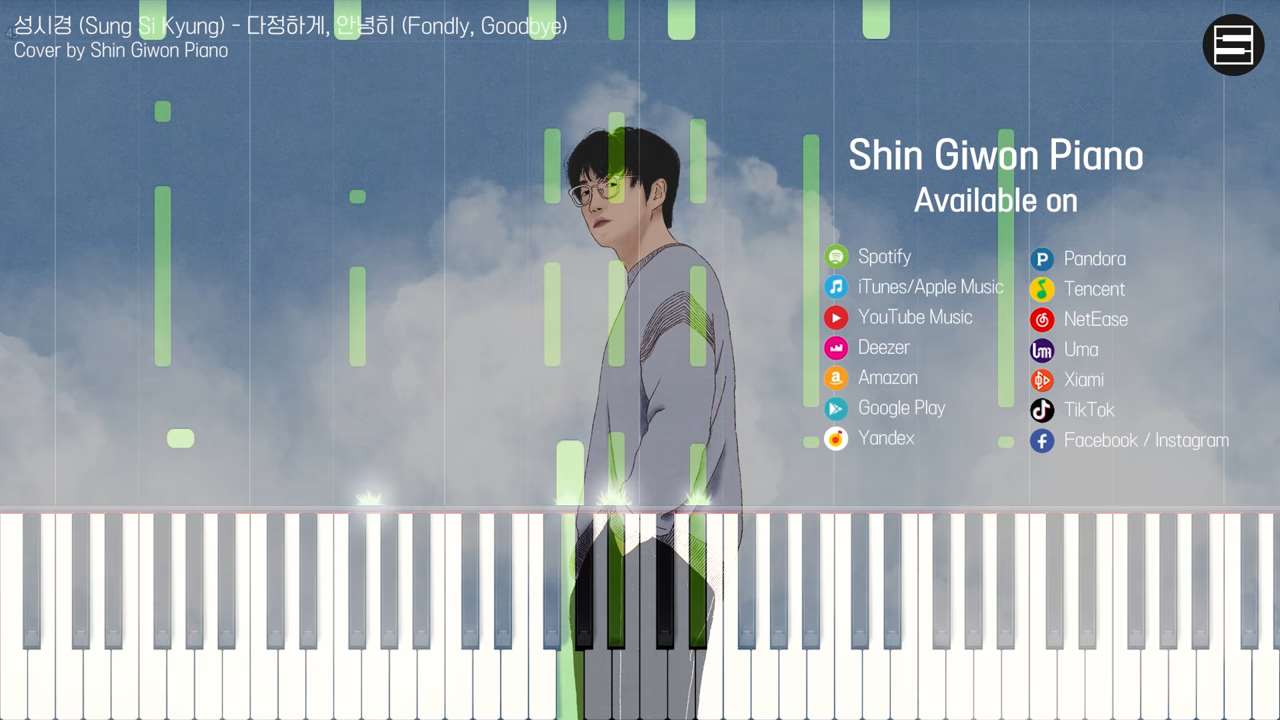 성시경 (Sung Si Kyung) - 다정하게, 안녕히 (Fondly, Goodbye)
Cover by Shin Giwon Piano
Shin Giwon Piano
Available on
Spotify
iTunes/Apple Music
YouTube Music
Deezer
Amazon
Google Play
Yandex
Pandora
Tencent
NetEase
Uma
Xiami
TikTok
Facebook / Instagram